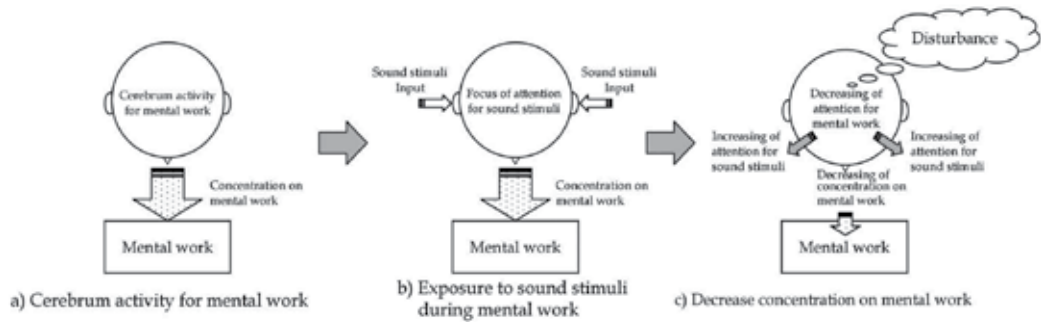 Cerebrum activity
for mental work
Concentration on
mental work
Mental work
a) Cerebrum activity for mental work
Sound stimuli
Input
Focus of attention
for sound stimuli
Sound stimuli
Input
Concentration on
mental work
Mental work
b) Exposure to sound stimuli
during mental work
Disturbance
Decreasing of
attention for
mental work
Increasing of
attention for
sound stimuli
Increasing of
attention for
sound stimuli
Decreasing of
concentration on
mental work
Mental work
c) Decrease concentration on mental work